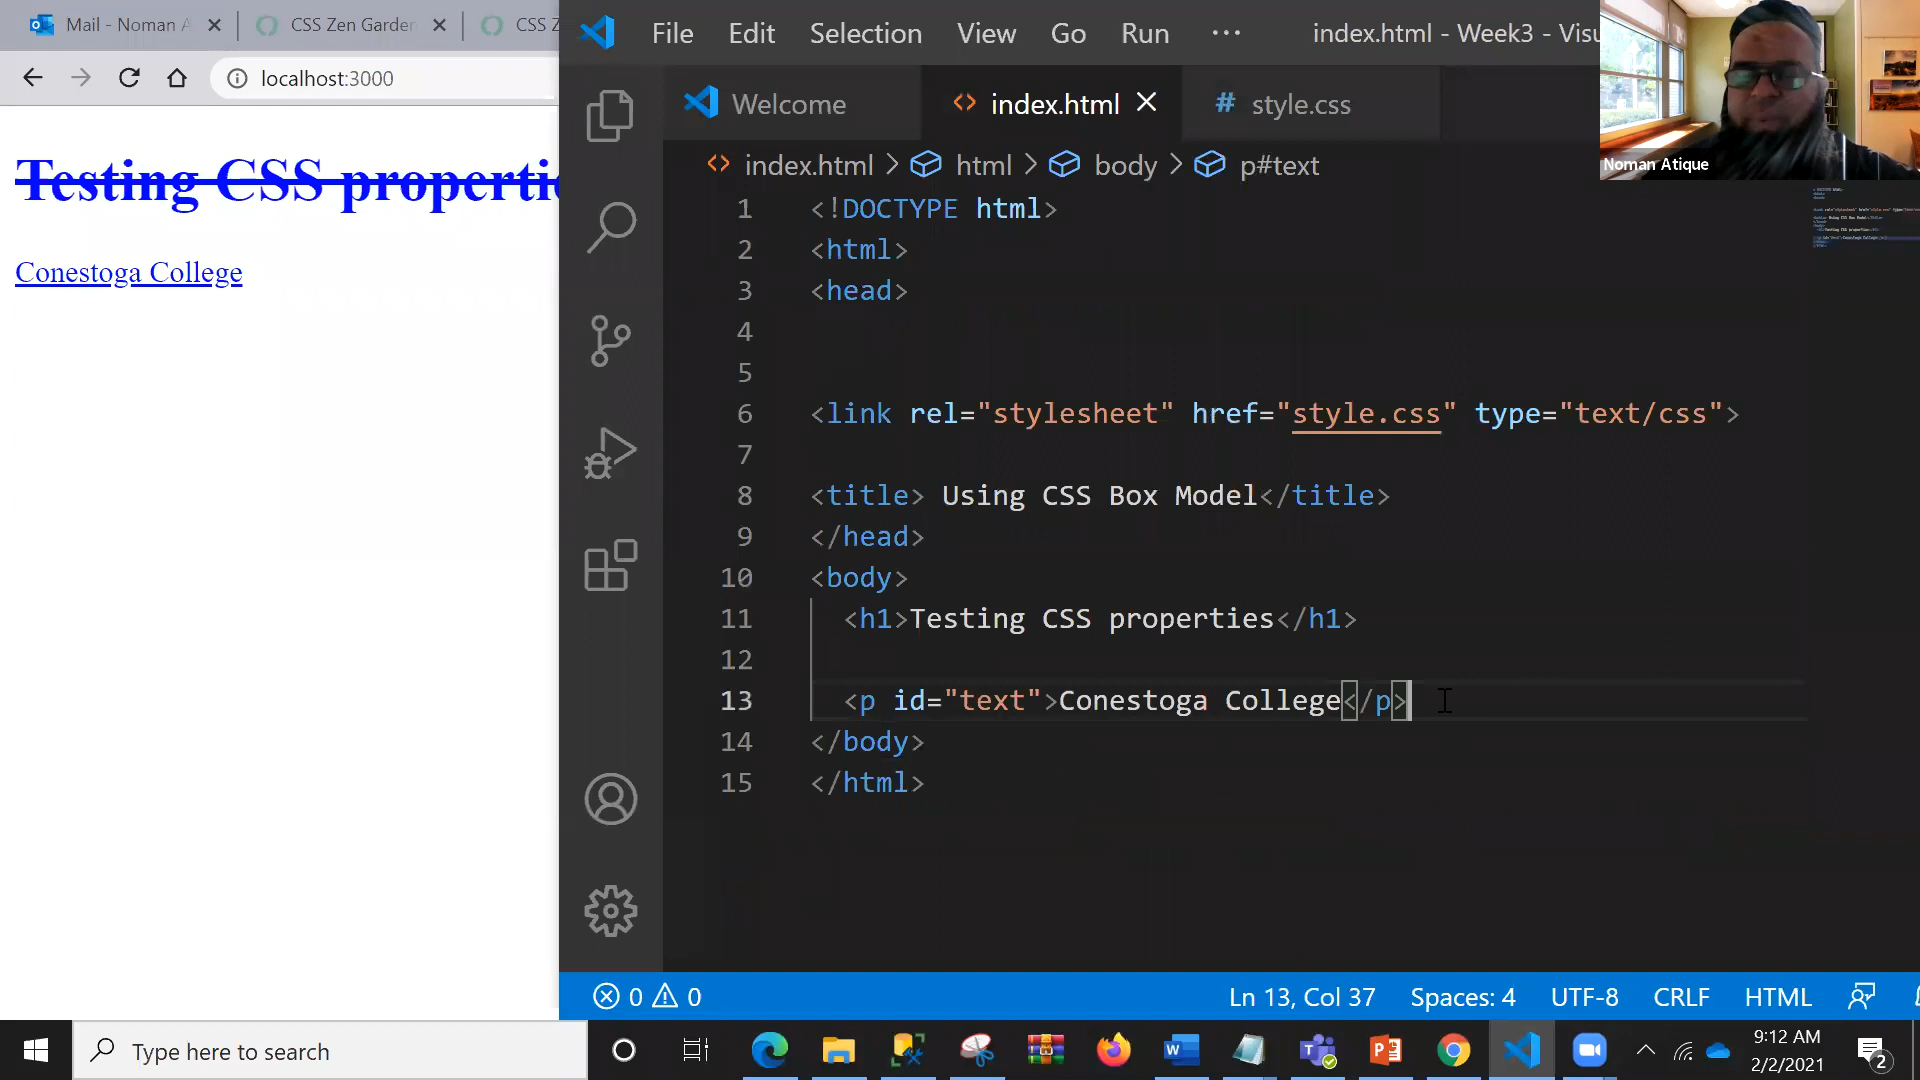 Mail - Noman A
CSS Zen Garden
CSS Z
localhost:3000
Testing CSS propertie
Conestoga College
File Edit Selection View Go Run ···
index.html - Week3 - Visu
Welcome
index.html
style.css
index.html > html > body > p#text
Noman Atique
1 <!DOCTYPE html>
2 <html>
3 <head>
4
5
6 <link rel="stylesheet" href="style.css" type="text/css">
7
8 <title> Using CSS Box Model</title>
9 </head>
10 <body>
11 <h1>Testing CSS properties</h1>
12
13 <p id="text">Conestoga College</p>
14 </body>
15 </html>
0 0
Ln 13, Col 37 Spaces: 4 UTF-8 CRLF HTML
Type here to search
9:12 AM
2/2/2021
2